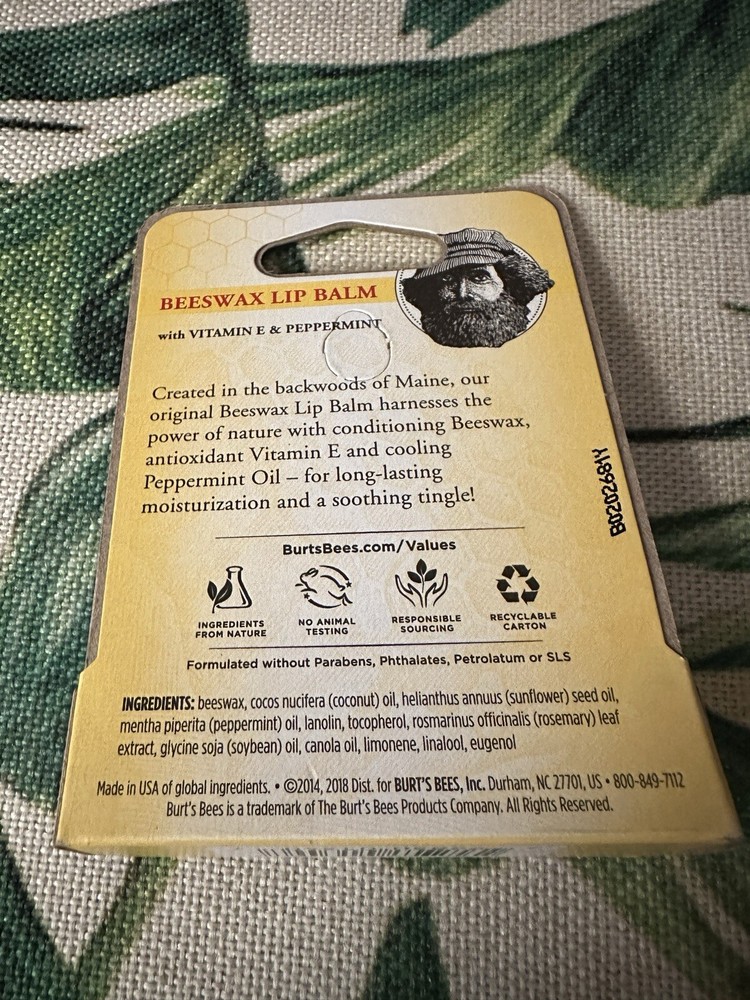 BEESWAX LIP BALM
with VITAMIN E & PEPPERMINT
Created in the backwoods of Maine, our
original Beeswax Lip Balm harnesses the
power of nature with conditioning Beeswax,
antioxidant Vitamin E and cooling
Peppermint Oil – for long-lasting
moisturization and a soothing tingle!
B0202681Y
BurtsBees.com/Values
INGREDIENTS
FROM NATURE
NO ANIMAL
TESTING
RESPONSIBLE
SOURCING
RECYCLABLE
CARTON
Formulated without Parabens, Phthalates, Petrolatum or SLS
INGREDIENTS: beeswax, cocos nucifera (coconut) oil, helianthus annuus (sunflower) seed oil,
mentha piperita (peppermint) oil, lanolin, tocopherol, rosmarinus officinalis (rosemary) leaf
extract, glycine soja (soybean) oil, canola oil, limonene, linalool, eugenol
Made in USA of global ingredients. • ©2014, 2018 Dist. for BURT'S BEES, Inc. Durham, NC 27701, US • 800-849-7112
Burt's Bees is a trademark of The Burt's Bees Products Company. All Rights Reserved.